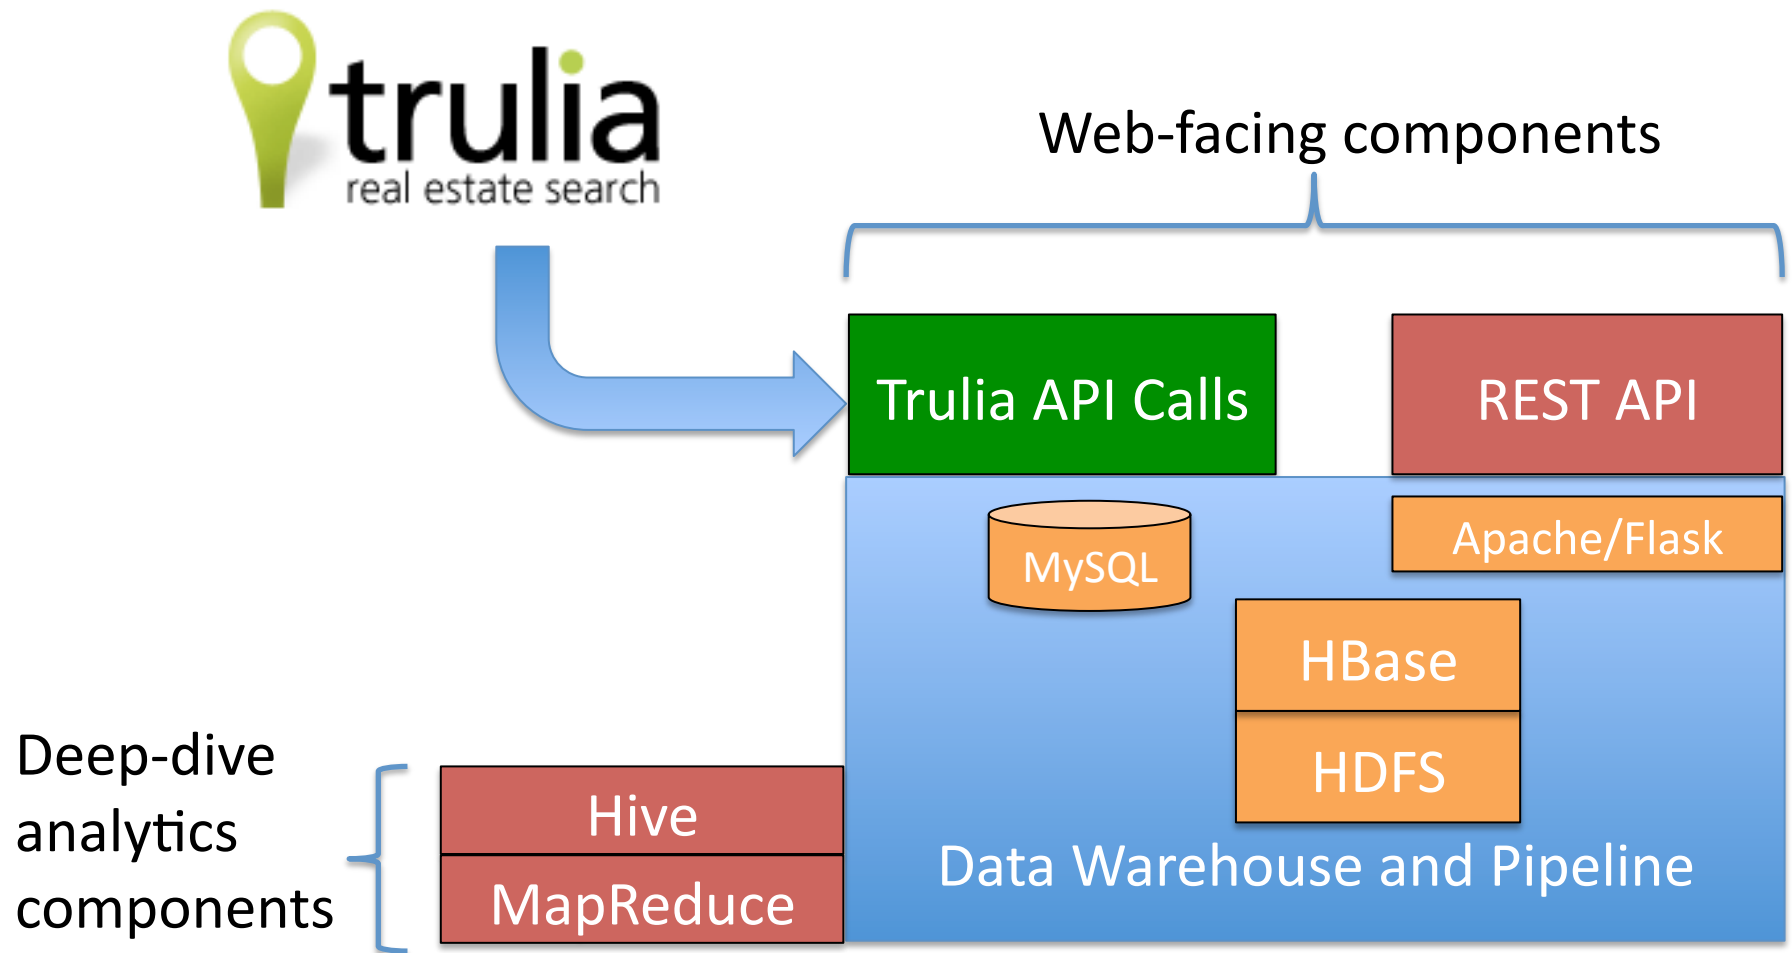 trulia
real estate search
Web-facing components
Trulia API Calls
REST API
MySQL
Apache/Flask
HBase
HDFS
Data Warehouse and Pipeline
Deep-dive
analytics
components
Hive
MapReduce